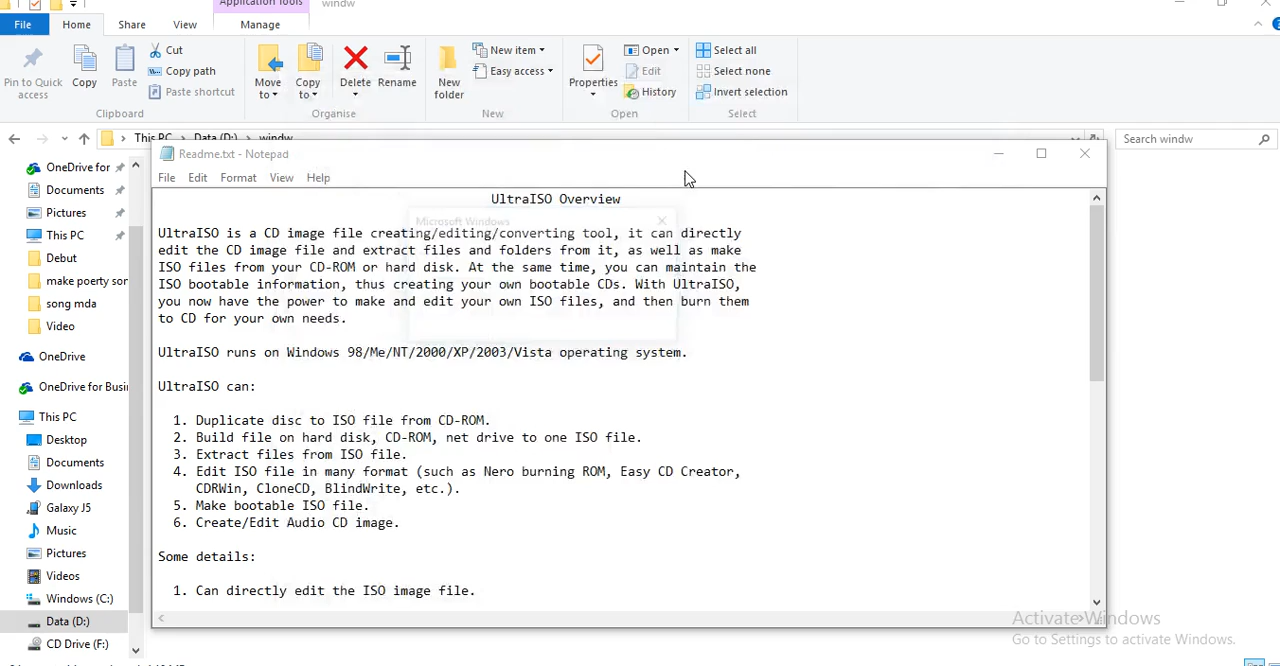 Application Tools windw
File Home Share View Manage
Pin to Quick access
Copy
Paste
Cut
Copy path
Paste shortcut
Clipboard
Move to
Copy to
Delete
Rename
Organise
New folder
New item
Easy access
New
Properties
Open
Edit
History
Open
Select all
Select none
Invert selection
Select
This PC Data (D:) windw
Search windw
OneDrive for
Documents
Pictures
This PC
Debut
make poerty sor
song mda
Video
OneDrive
OneDrive for Busi
This PC
Desktop
Documents
Downloads
Galaxy J5
Music
Pictures
Videos
Windows (C:)
Data (D:)
CD Drive (F:)
Readme.txt - Notepad
File Edit Format View Help
UltraISO Overview
Microsoft Windows
UltraISO is a CD image file creating/editing/converting tool, it can directly
edit the CD image file and extract files and folders from it, as well as make
ISO files from your CD-ROM or hard disk. At the same time, you can maintain the
ISO bootable information, thus creating your own bootable CDs. With UltraISO,
you now have the power to make and edit your own ISO files, and then burn them
to CD for your own needs.
UltraISO runs on Windows 98/Me/NT/2000/XP/2003/Vista operating system.
UltraISO can:
1. Duplicate disc to ISO file from CD-ROM.
2. Build file on hard disk, CD-ROM, net drive to one ISO file.
3. Extract files from ISO file.
4. Edit ISO file in many format (such as Nero burning ROM, Easy CD Creator,
CDRWin, CloneCD, BlindWrite, etc.).
5. Make bootable ISO file.
6. Create/Edit Audio CD image.
Some details:
1. Can directly edit the ISO image file.
Activate Windows
Go to Settings to activate Windows.